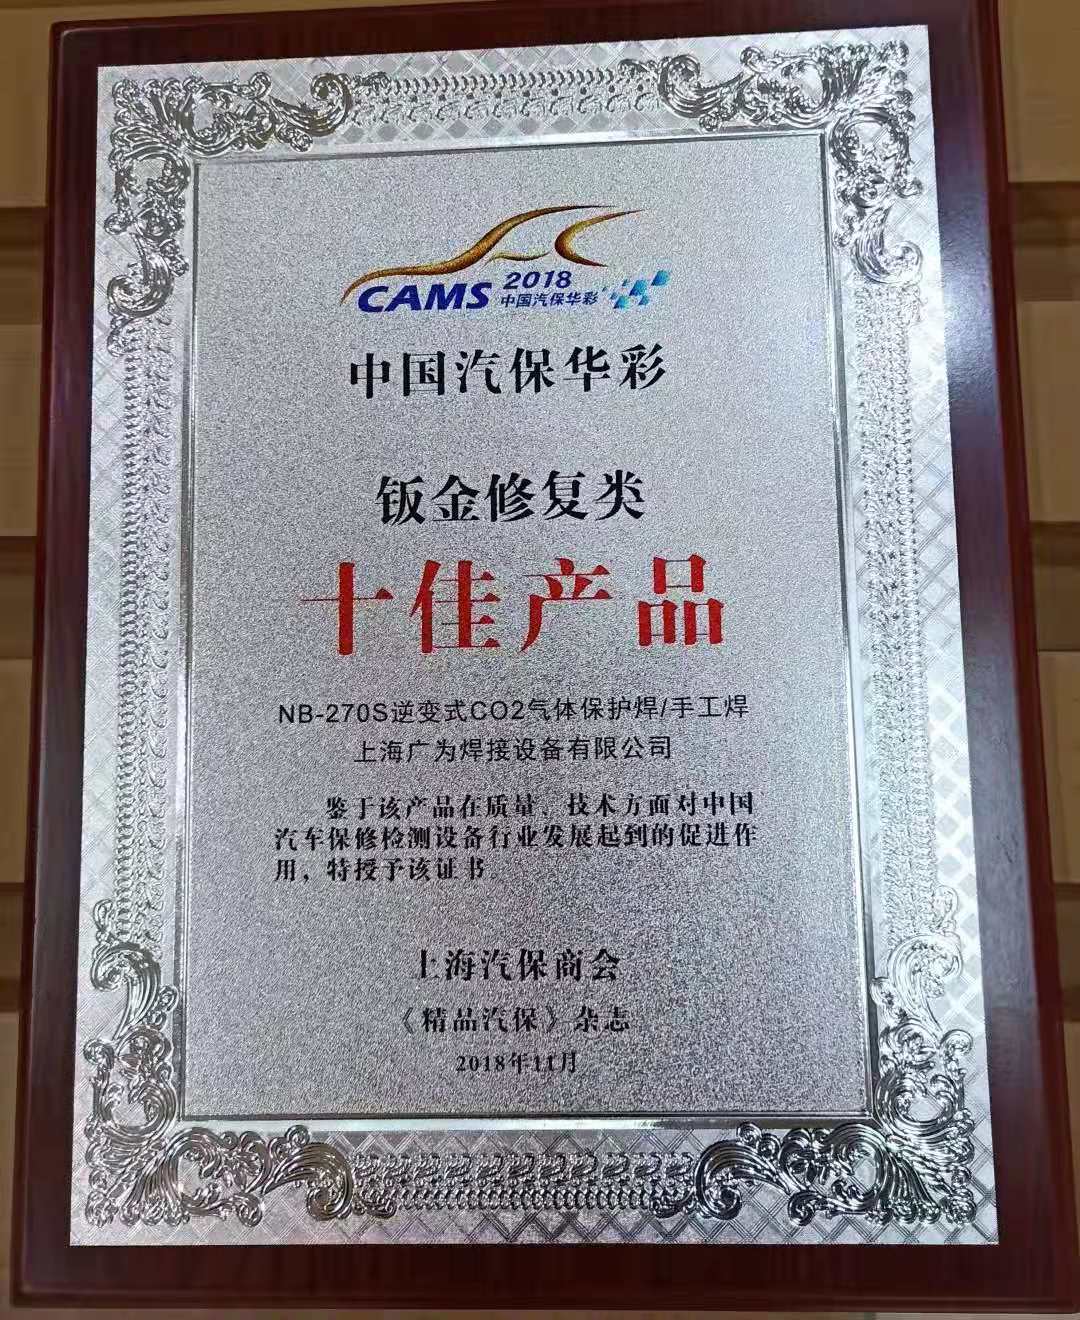 CAMS 2018
中国汽保华彩
中国汽保华彩
钣金修复类
十佳产品
NB-270S逆变式CO2气体保护焊/手工焊
上海广为焊接设备有限公司
鉴于该产品在质量、技术方面对中国
汽车保修检测设备行业发展起到的促进作
用，特授予该证书。
上海汽保商会
《精品汽保》杂志
2018年11月